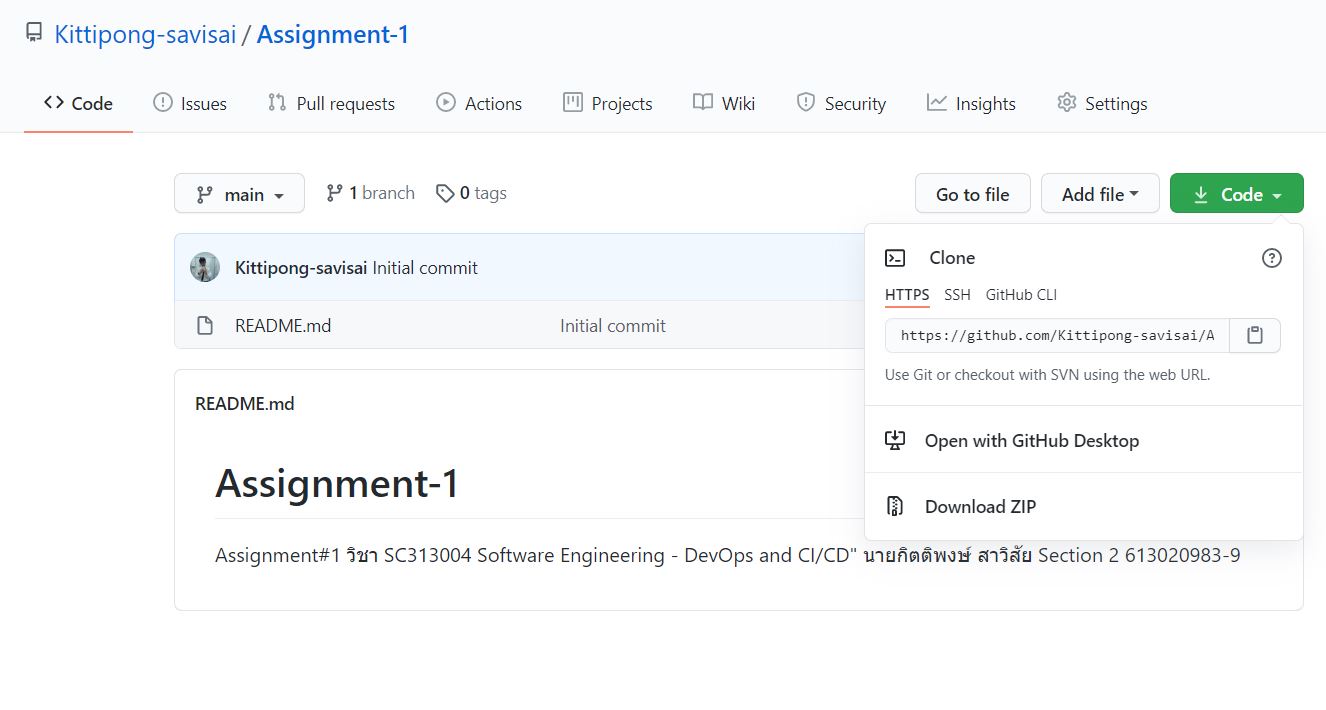 Kittipong-savisai / Assignment-1
Code Issues Pull requests Actions Projects Wiki Security Insights Settings
main 1 branch 0 tags Go to file Add file Code
Kittipong-savisai Initial commit
README.md Initial commit
Clone
HTTPS SSH GitHub CLI
https://github.com/Kittipong-savisai/A
Use Git or checkout with SVN using the web URL.
Open with GitHub Desktop
Download ZIP
README.md
Assignment-1
Assignment#1 วิชา SC313004 Software Engineering - DevOps and CI/CD" นายกิตติพงษ์ สาวิสัย Section 2 613020983-9